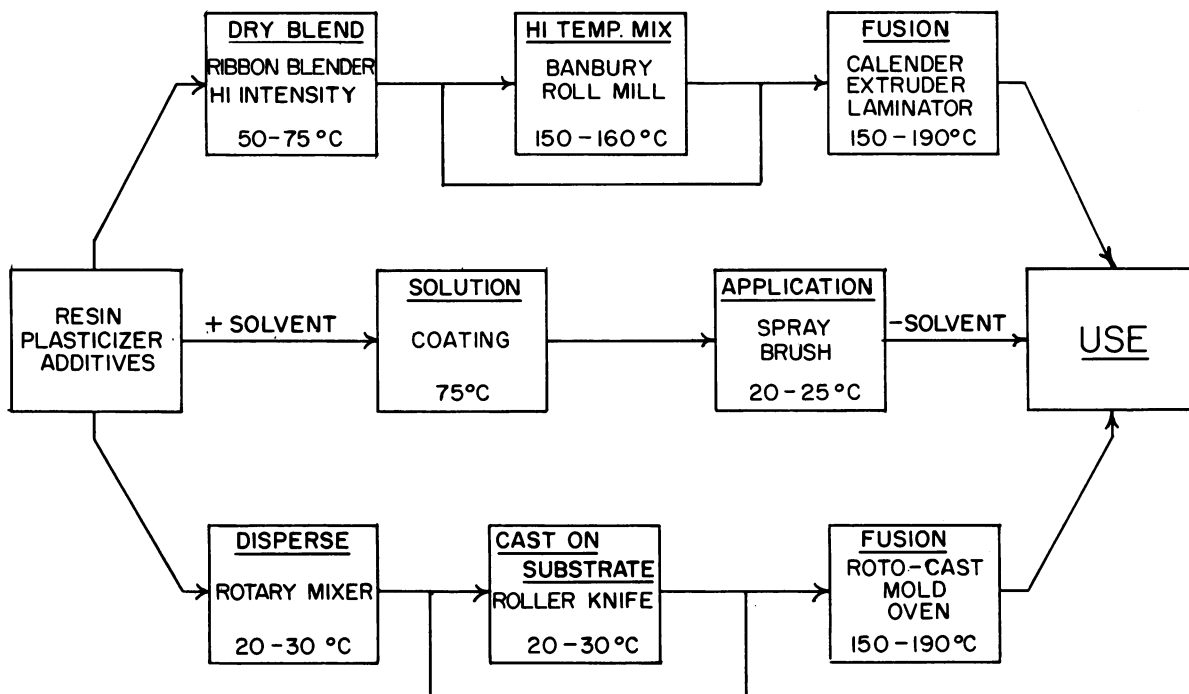 DRY BLEND
RIBBON BLENDER
HI INTENSITY
50-75°C
HI TEMP. MIX
BANBURY
ROLL MILL
150-160°C
FUSION
CALENDER
EXTRUDER
LAMINATOR
150-190°C
RESIN
PLASTICIZER
ADDITIVES
+ SOLVENT
SOLUTION
COATING
75°C
APPLICATION
SPRAY
BRUSH
20-25°C
-SOLVENT
USE
DISPERSE
ROTARY MIXER
20-30°C
CAST ON
SUBSTRATE
ROLLER KNIFE
20-30°C
FUSION
ROTO-CAST
MOLD
OVEN
150-190°C